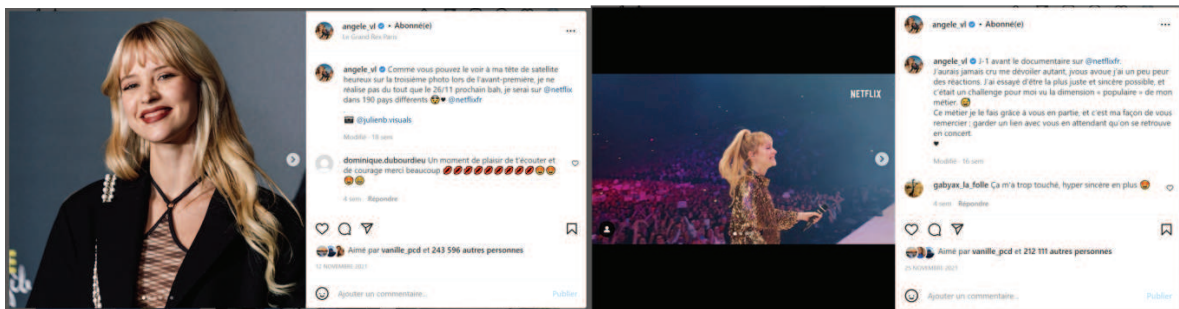 angele_vl • Abonné(e)
Le Grand Rex Paris
angele_vl Comme vous pouvez le voir à ma tête de satellite
heureux sur la troisième photo lors de l'avant-première, je ne
réalise pas du tout que le 26/11 prochain bah, je serai sur @netflix
dans 190 pays différents @netflixfr
@julienb.visuals
Modifié · 18 sem
dominique.dubourdieu Un moment de plaisir de t'écouter et
de courage merci beaucoup
4 sem Répondre
Aimé par vanille_pcd et 243 596 autres personnes
12 NOVEMBRE 2021
Ajouter un commentaire...
Publier
NETFLIX
angele_vl • Abonné(e)
angele_vl J-1 avant le documentaire sur @netflixfr.
J'aurais jamais cru me dévoiler autant, jvous avoue j'ai un peu peur
des réactions. J'ai essayé d'être la plus juste et sincère possible, et
c'était un challenge pour moi vu la dimension « populaire » de mon
métier.
Ce métier je le fais grâce à vous en partie, et c'est ma façon de vous
remercier : garder un lien avec vous en attendant qu'on se retrouve
en concert
Modifié · 16 sem
gabyax_la_folle Ça m'a trop touché, hyper sincère en plus
4 sem Répondre
Aimé par vanille_pcd et 212 111 autres personnes
25 NOVEMBRE 2021
Ajouter un commentaire...
Publier